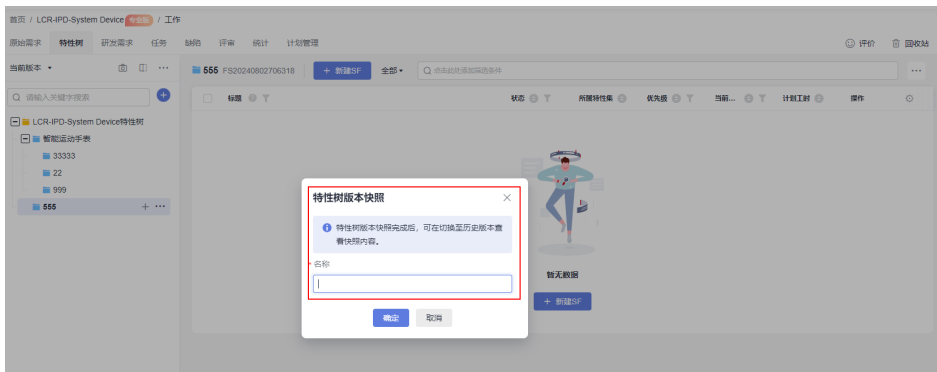 首页 / LCR-IPD-System Device 专业版 / 工作
原始需求 特性树 研发需求 任务 缺陷 评审 统计 计划管理 评价 回收站
当前版本 555 FS20240802706318 + 新建SF 全部 点击此处添加筛选条件
请输入关键字搜索 标题 状态 所属特性集 优先级 当前... 计划工时 操作
LCR-IPD-System Device特性树
智能运动手表
33333
22
999
555
特性树版本快照
特性树版本快照完成后，可在切换至历史版本查
看快照内容。
* 名称
确定 取消
暂无数据
+ 新建SF